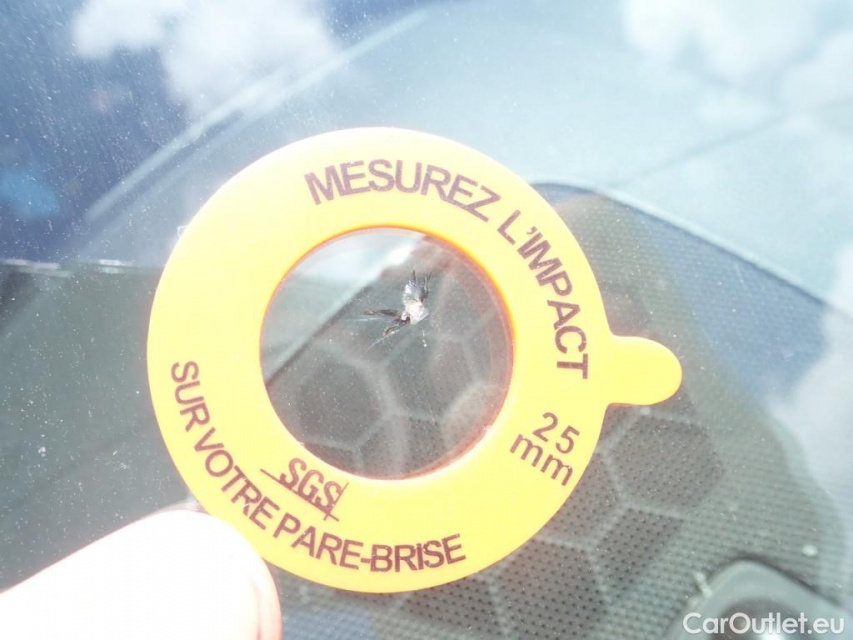 MESUREZ L'IMPACT
25
mm
SGS
SUR VOTRE PARE-BRISE
CarOutlet.eu